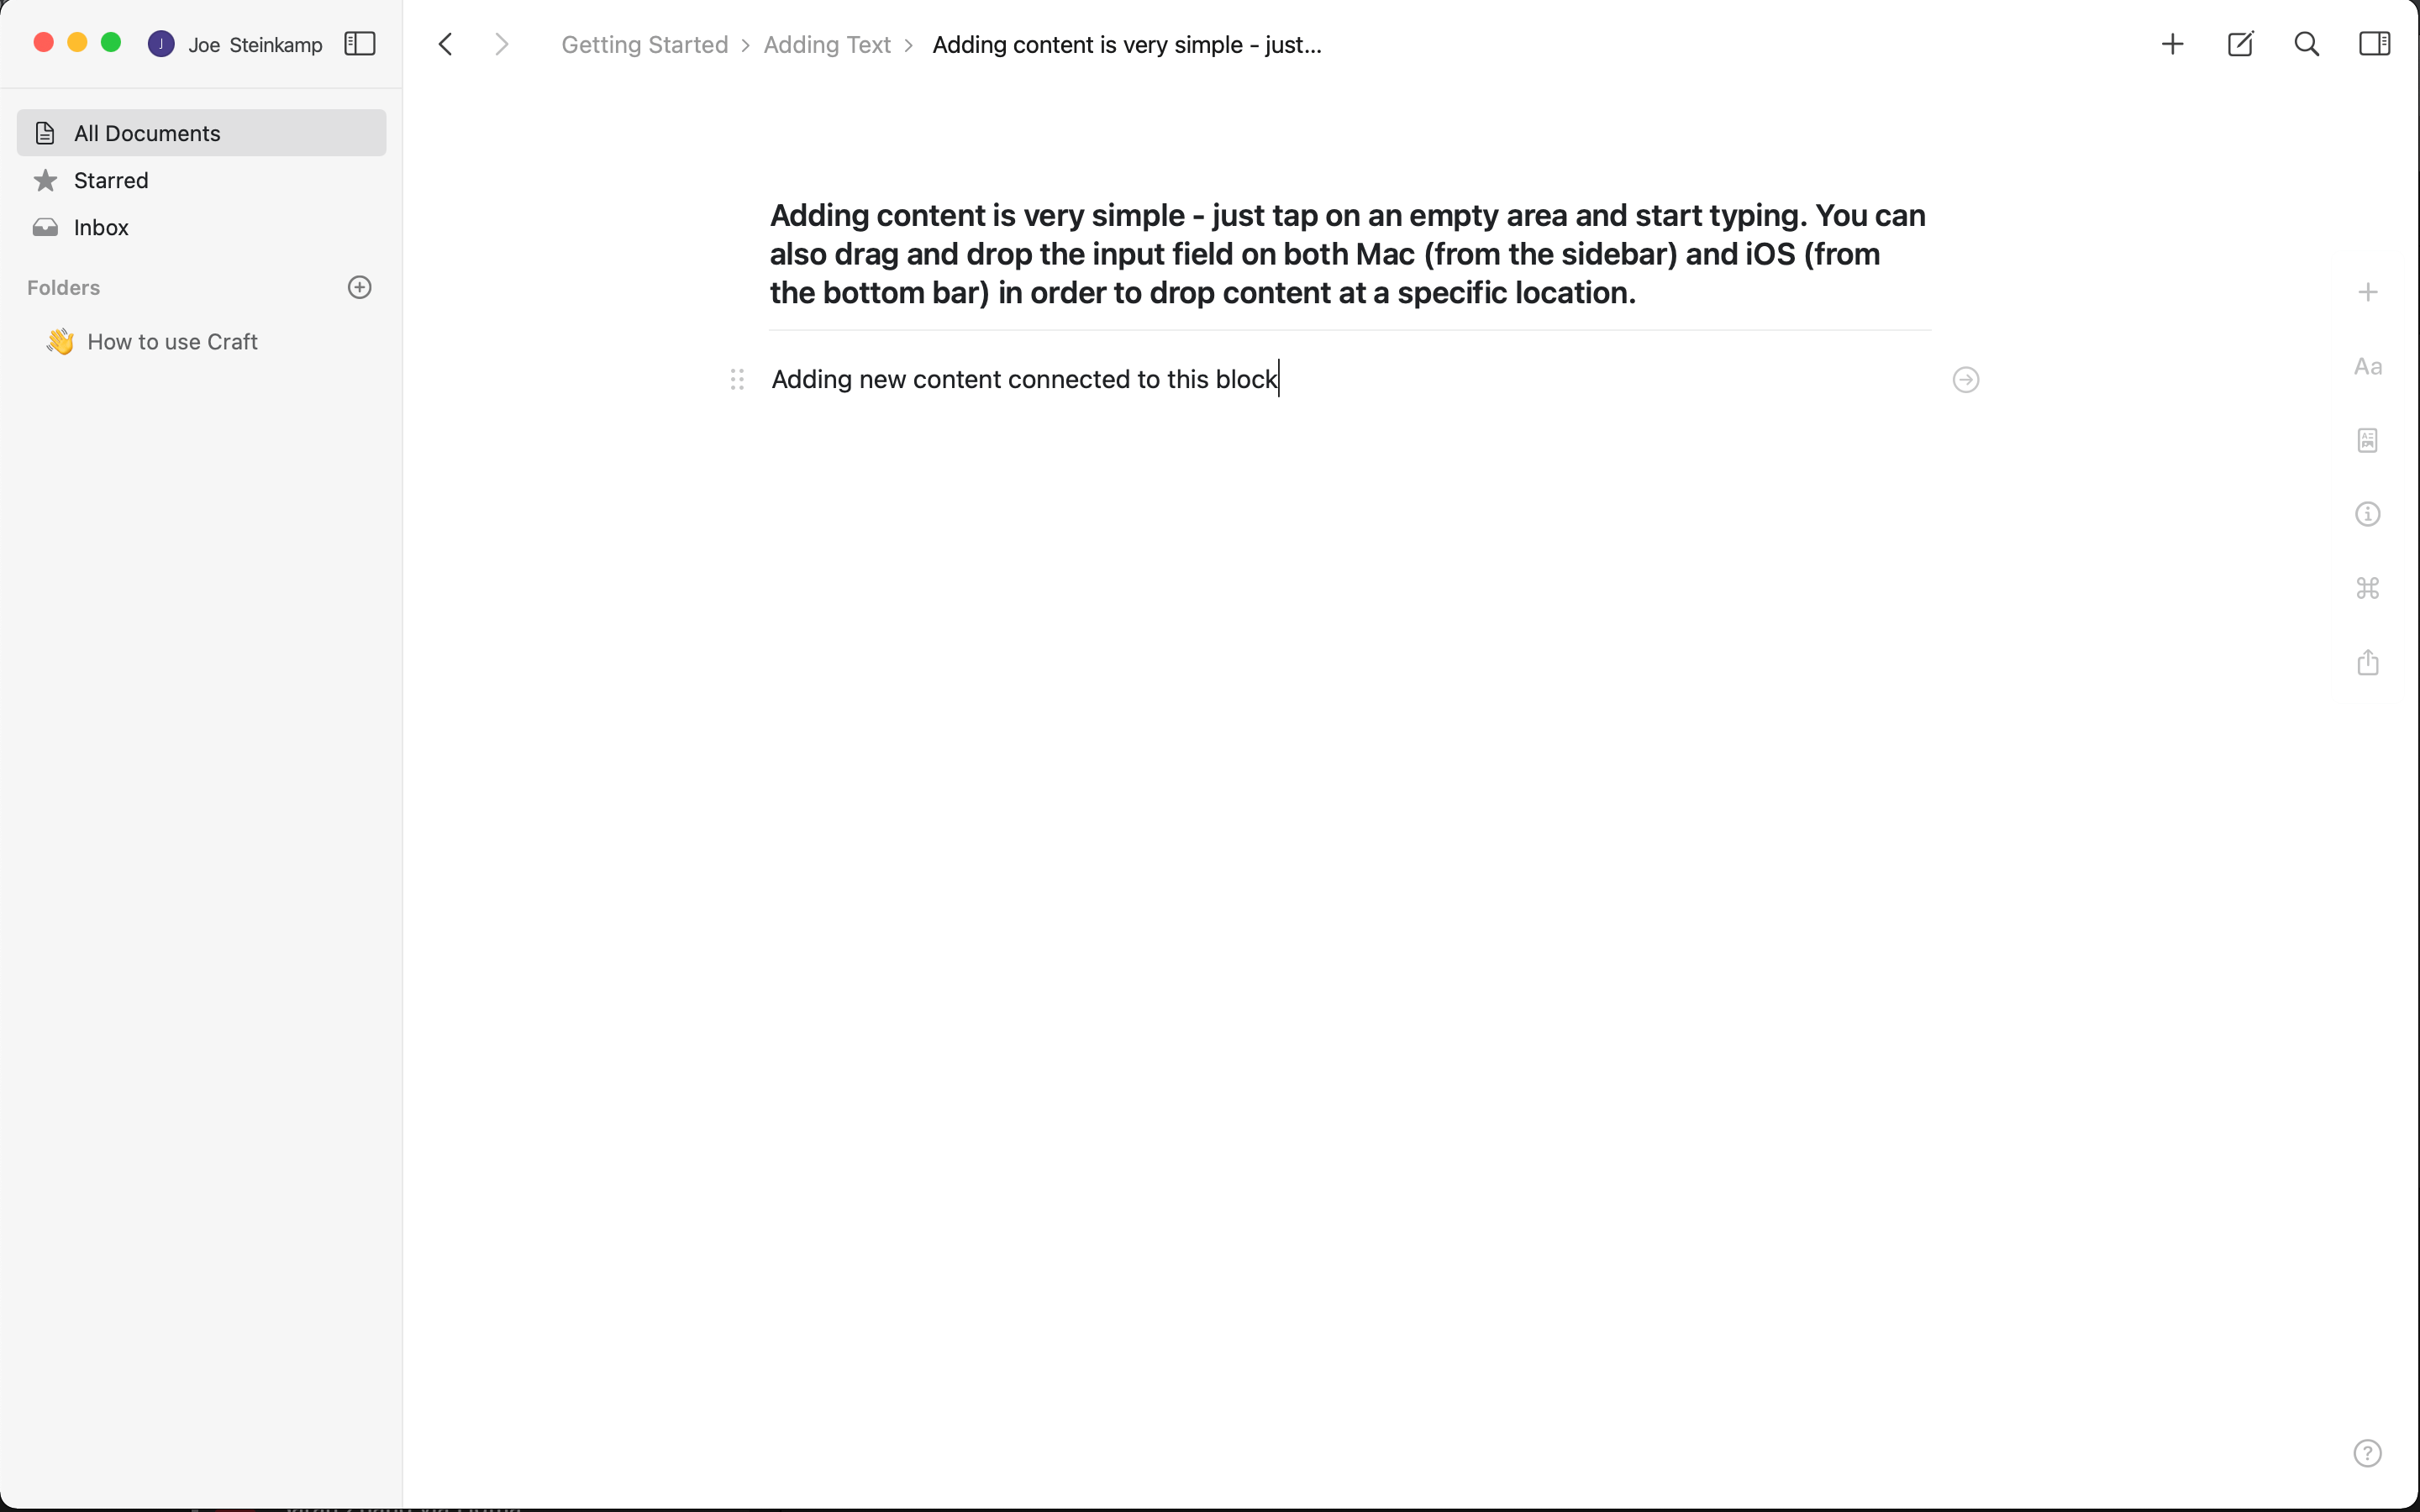 J Joe Steinkamp
Getting Started > Adding Text > Adding content is very simple - just...
All Documents
Starred
Inbox
Folders
👋 How to use Craft
Adding content is very simple - just tap on an empty area and start typing. You can
also drag and drop the input field on both Mac (from the sidebar) and iOS (from
the bottom bar) in order to drop content at a specific location.
Adding new content connected to this block
Aa
?